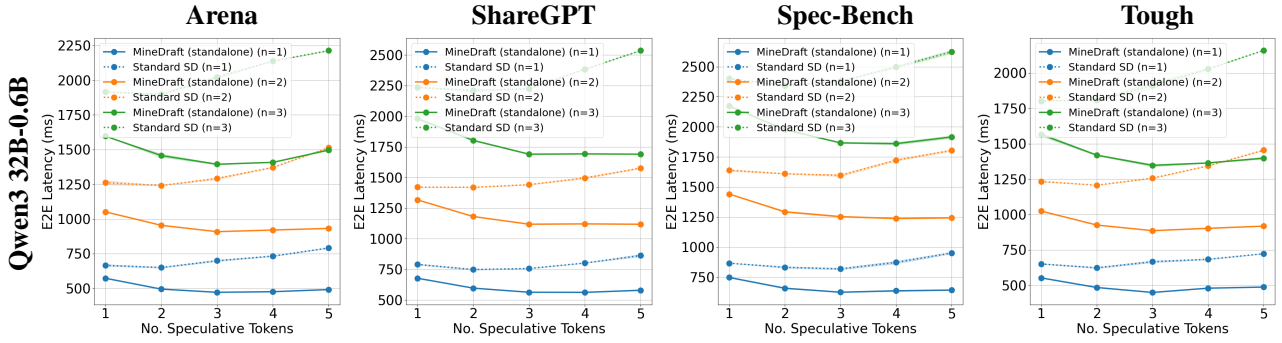 Arena
ShareGPT
Spec-Bench
Tough
Qwen3 32B-0.6B
E2E Latency (ms)
2250
2000
1750
1500
1250
1000
750
500
MineDraft (standalone) (n=1)
Standard SD (n=1)
MineDraft (standalone) (n=2)
Standard SD (n=2)
MineDraft (standalone) (n=3)
Standard SD (n=3)
1 2 3 4 5
No. Speculative Tokens
E2E Latency (ms)
2500
2250
2000
1750
1500
1250
1000
750
500
MineDraft (standalone) (n=1)
Standard SD (n=1)
MineDraft (standalone) (n=2)
Standard SD (n=2)
MineDraft (standalone) (n=3)
Standard SD (n=3)
1 2 3 4 5
No. Speculative Tokens
E2E Latency (ms)
2500
2250
2000
1750
1500
1250
1000
750
MineDraft (standalone) (n=1)
Standard SD (n=1)
MineDraft (standalone) (n=2)
Standard SD (n=2)
MineDraft (standalone) (n=3)
Standard SD (n=3)
1 2 3 4 5
No. Speculative Tokens
E2E Latency (ms)
2000
1750
1500
1250
1000
750
500
MineDraft (standalone) (n=1)
Standard SD (n=1)
MineDraft (standalone) (n=2)
Standard SD (n=2)
MineDraft (standalone) (n=3)
Standard SD (n=3)
1 2 3 4 5
No. Speculative Tokens